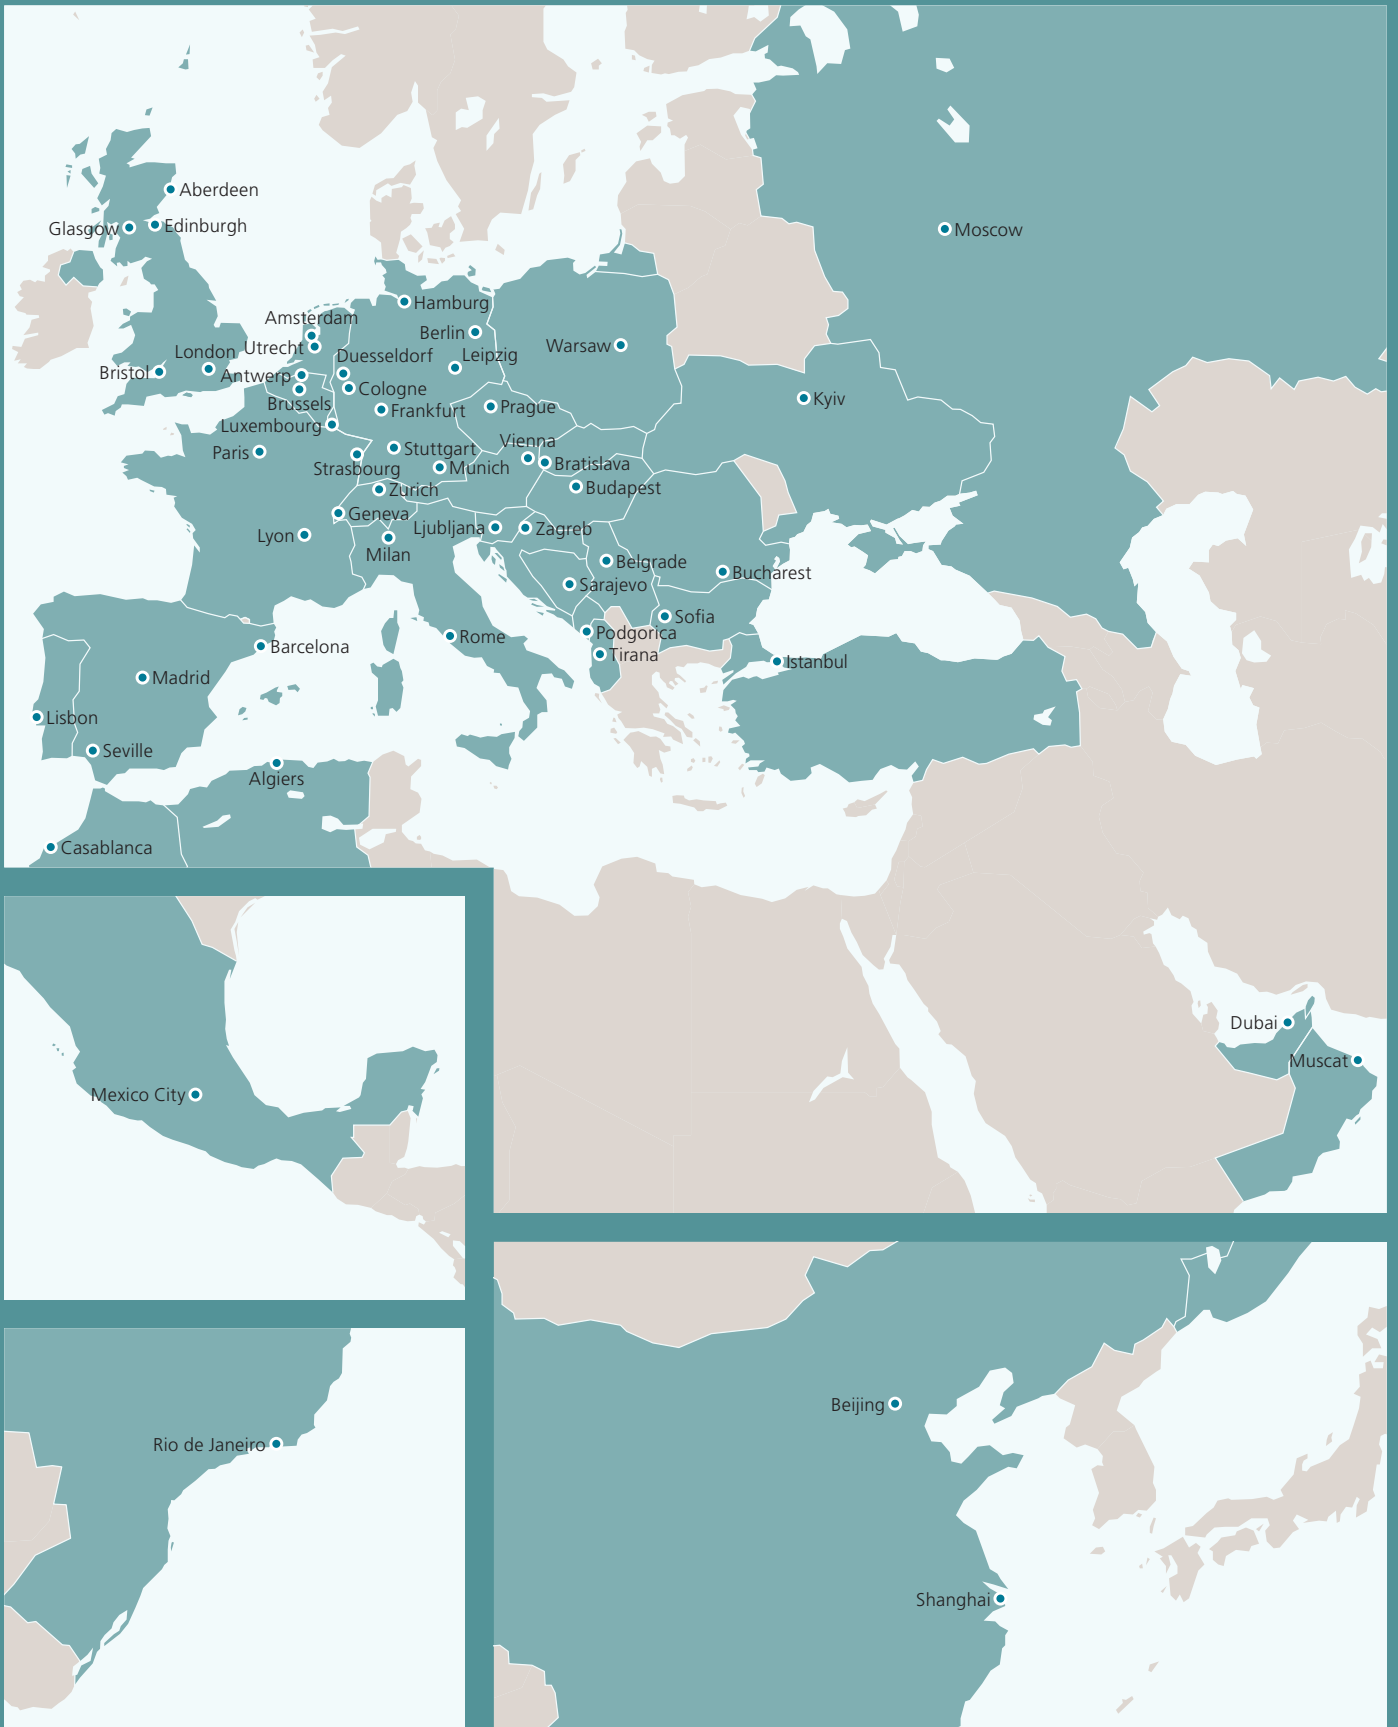 Aberdeen
Glasgow
Edinburgh
Moscow
Hamburg
Amsterdam
Berlin
Utrecht
London
Duesseldorf
Leipzig
Warsaw
Bristol
Antwerp
Cologne
Brussels
Frankfurt
Prague
Kyiv
Luxembourg
Paris
Stuttgart
Vienna
Strasbourg
Munich
Bratislava
Zurich
Budapest
Geneva
Lyon
Ljubljana
Zagreb
Milan
Belgrade
Bucharest
Sarajevo
Sofia
Podgorica
Rome
Barcelona
Tirana
Istanbul
Madrid
Lisbon
Seville
Algiers
Casablanca
Dubai
Muscat
Mexico City
Beijing
Rio de Janeiro
Shanghai